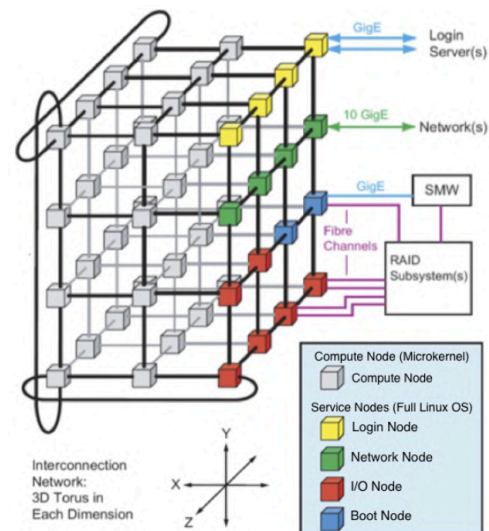 GigE
Login
Server(s)
10 GigE
Network(s)
GigE
SMW
Fibre
Channels
RAID
Subsystem(s)
Compute Node (Microkernel)
Compute Node
Service Nodes (Full Linux OS)
Login Node
Network Node
I/O Node
Boot Node
Y
X
Z
Interconnection
Network:
3D Torus in
Each Dimension